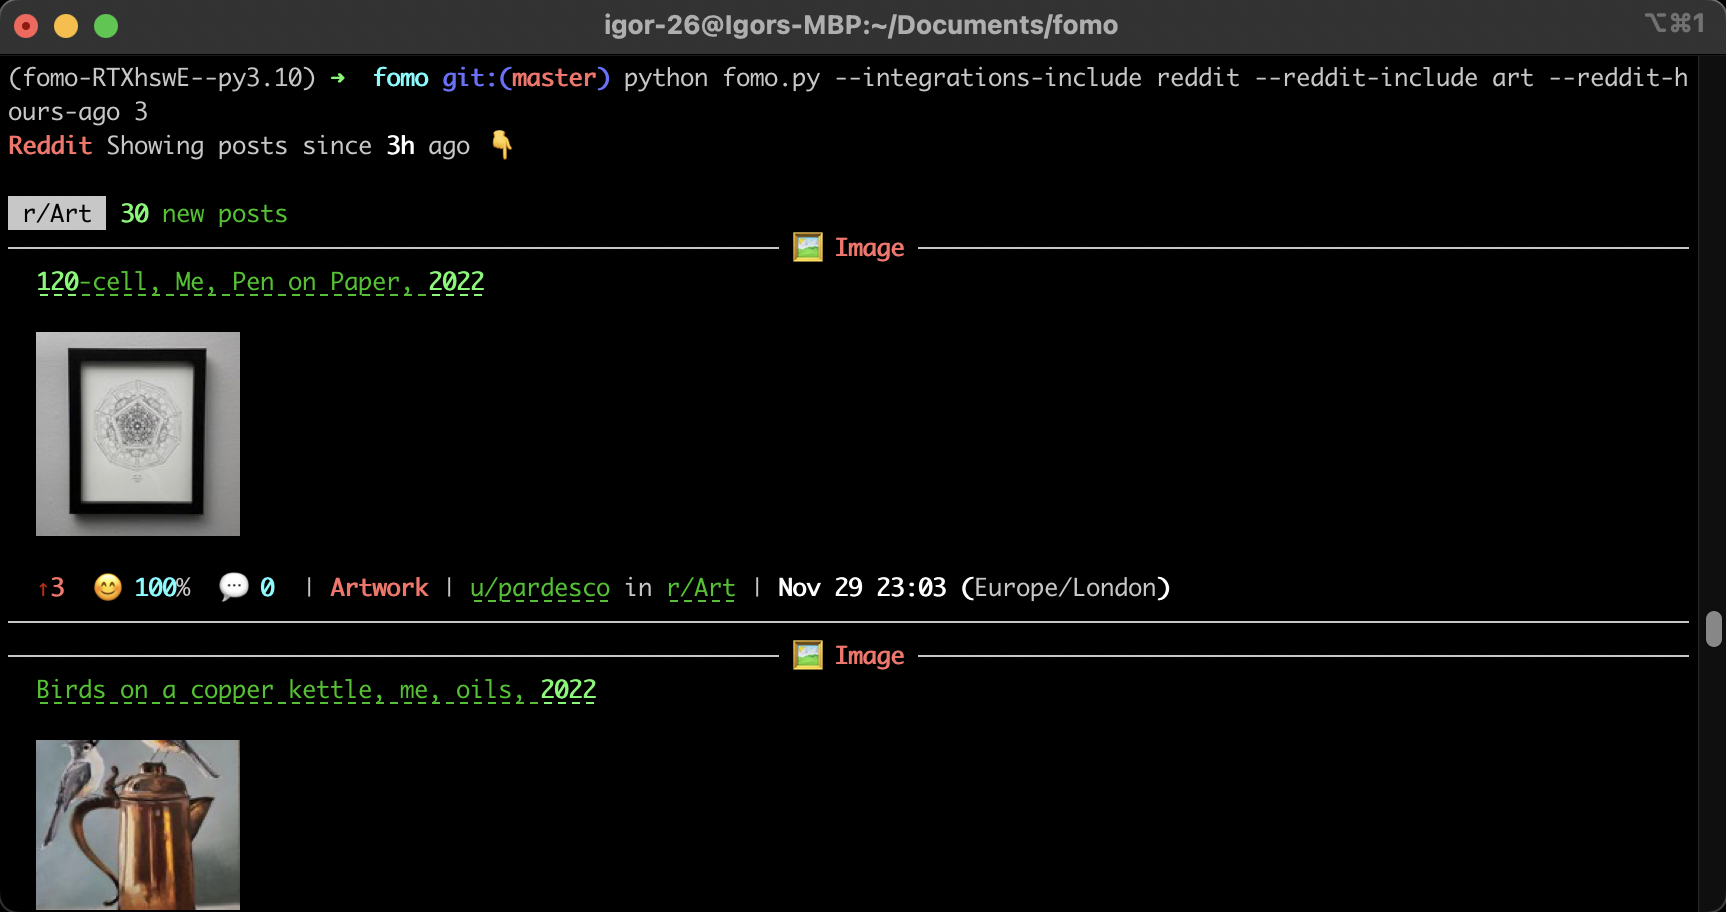 igor-26@Igors-MBP:~/Documents/fomo
⌥⌘1
(fomo-RTXhswE--py3.10) ➜  fomo git:(master) python fomo.py --integrations-include reddit --reddit-include art --reddit-h
ours-ago 3
Reddit Showing posts since 3h ago 👇
r/Art 30 new posts
🖼️ Image
120-cell, Me, Pen on Paper, 2022
↑3 😊 100% 💬 0 | Artwork | u/pardesco in r/Art | Nov 29 23:03 (Europe/London)
🖼️ Image
Birds on a copper kettle, me, oils, 2022